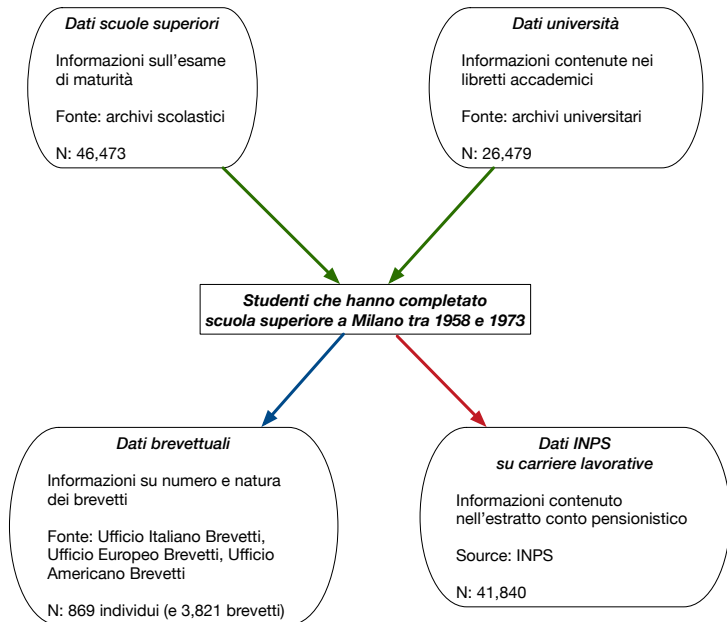 Dati scuole superiori
Informazioni sull'esame
di maturità
Fonte: archivi scolastici
N: 46,473
Dati università
Informazioni contenute nei
libretti accademici
Fonte: archivi universitari
N: 26,479
Studenti che hanno completato
scuola superiore a Milano tra 1958 e 1973
Dati brevettuali
Informazioni su numero e natura
dei brevetti
Fonte: Ufficio Italiano Brevetti,
Ufficio Europeo Brevetti, Ufficio
Americano Brevetti
N: 869 individui (e 3,821 brevetti)
Dati INPS
su carriere lavorative
Informazioni contenuto
nell'estratto conto pensionistico
Source: INPS
N: 41,840